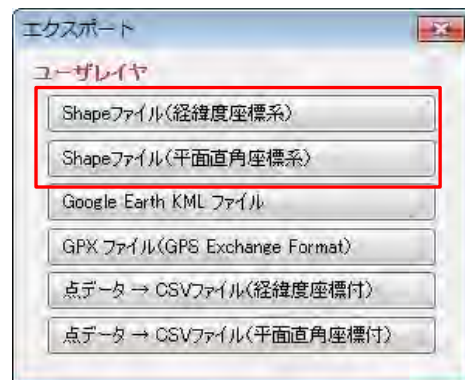 エクスポート
ユーザレイヤ
Shapeファイル(経緯度座標系)
Shapeファイル(平面直角座標系)
Google Earth KML ファイル
GPX ファイル(GPS Exchange Format)
点データ → CSVファイル(経緯度座標付)
点データ → CSVファイル(平面直角座標付)